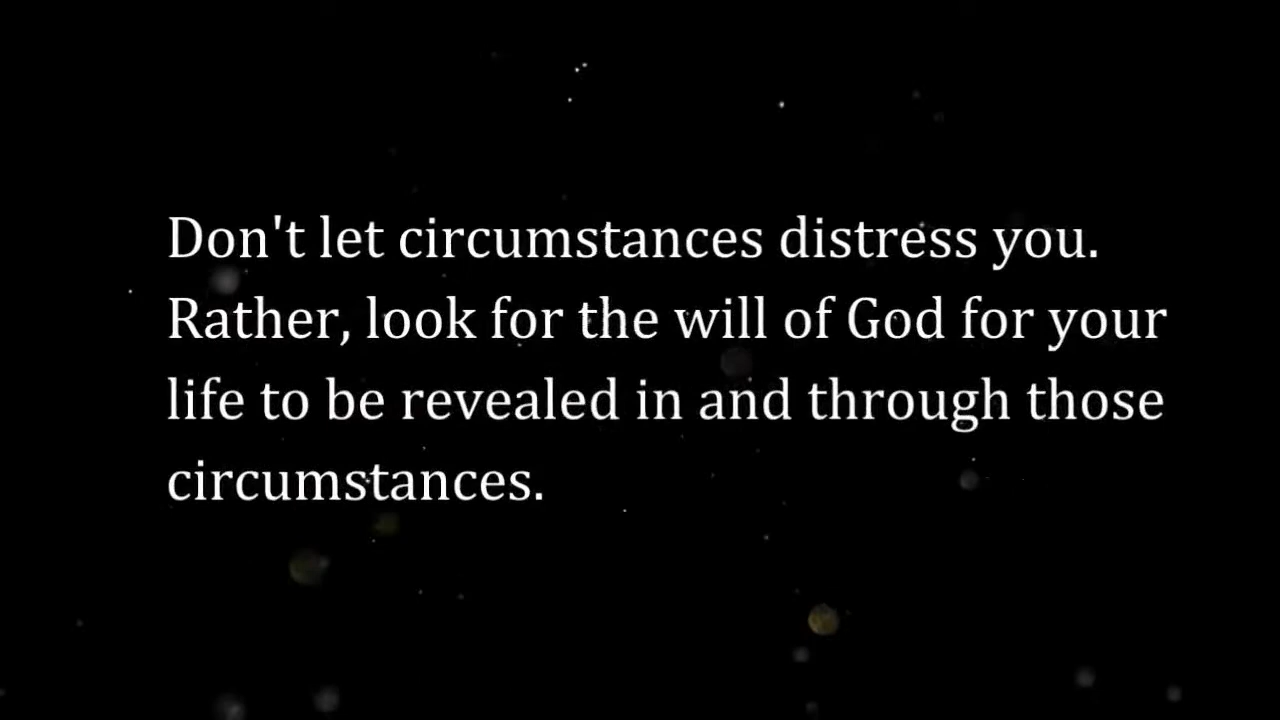 Don't let circumstances distress you.
Rather, look for the will of God for your
life to be revealed in and through those
circumstances.